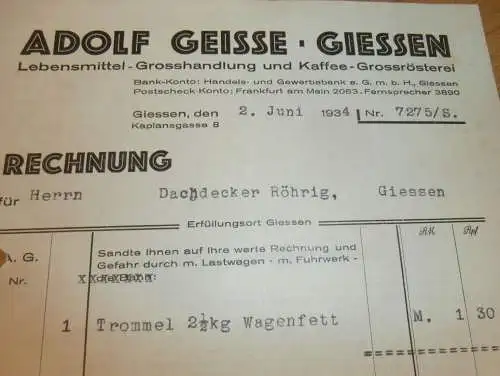 ADOLF GEISSE · GIESSEN
Lebensmittel-Grosshandlung und Kaffee-Grossrösterei
Bank-Konto: Handels- und Gewerbebank e. G. m. b. H., Giessen
Postscheck-Konto: Frankfurt am Main 2063. Fernsprecher 3890
Giessen, den 2. Juni 1934 Nr. 7275/S.
Kaplansgasse 8
RECHNUNG
für Herrn Dachdecker Röhrig, Giessen
Erfüllungsort Giessen
A. G. Nr.
Sandte Ihnen auf Ihre werte Rechnung und
Gefahr durch m. Lastwagen - m. Fuhrwerk -
die Bahn:
RM. Rpf.
1 Trommel 2½kg Wagenfett M. 1 30